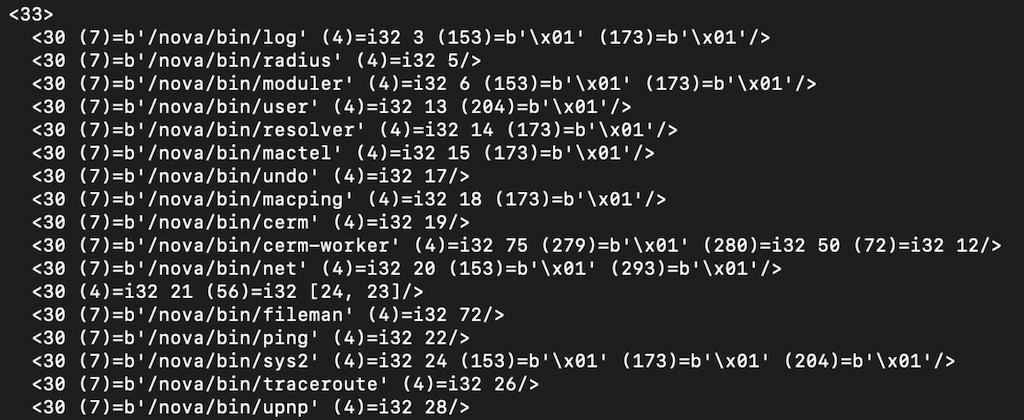 <33>
  <30 (7)=b'/nova/bin/log' (4)=i32 3 (153)=b'\x01' (173)=b'\x01'/>
  <30 (7)=b'/nova/bin/radius' (4)=i32 5/>
  <30 (7)=b'/nova/bin/moduler' (4)=i32 6 (153)=b'\x01' (173)=b'\x01'/>
  <30 (7)=b'/nova/bin/user' (4)=i32 13 (204)=b'\x01'/>
  <30 (7)=b'/nova/bin/resolver' (4)=i32 14 (173)=b'\x01'/>
  <30 (7)=b'/nova/bin/mactel' (4)=i32 15 (173)=b'\x01'/>
  <30 (7)=b'/nova/bin/undo' (4)=i32 17/>
  <30 (7)=b'/nova/bin/macping' (4)=i32 18 (173)=b'\x01'/>
  <30 (7)=b'/nova/bin/cerm' (4)=i32 19/>
  <30 (7)=b'/nova/bin/cerm-worker' (4)=i32 75 (279)=b'\x01' (280)=i32 50 (72)=i32 12/>
  <30 (7)=b'/nova/bin/net' (4)=i32 20 (153)=b'\x01' (293)=b'\x01'/>
  <30 (4)=i32 21 (56)=i32 [24, 23]/>
  <30 (7)=b'/nova/bin/fileman' (4)=i32 72/>
  <30 (7)=b'/nova/bin/ping' (4)=i32 22/>
  <30 (7)=b'/nova/bin/sys2' (4)=i32 24 (153)=b'\x01' (173)=b'\x01' (204)=b'\x01'/>
  <30 (7)=b'/nova/bin/traceroute' (4)=i32 26/>
  <30 (7)=b'/nova/bin/upnp' (4)=i32 28/>